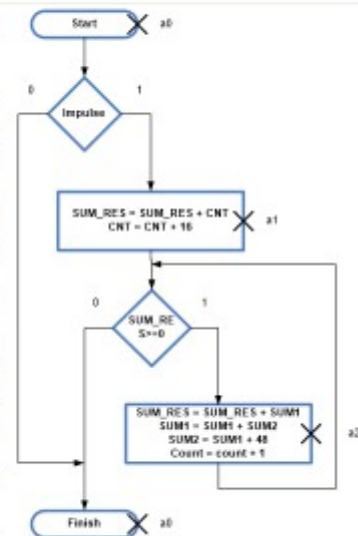 Start
a0
0
1
Impulse
SUM_RES = SUM_RES + CNT
CNT = CNT + 16
a1
0
1
SUM_RE
S>=0
SUM_RES = SUM_RES + SUM1
SUM1 = SUM1 + SUM2
SUM2 = SUM1 + 48
Count = count + 1
Finish
a0